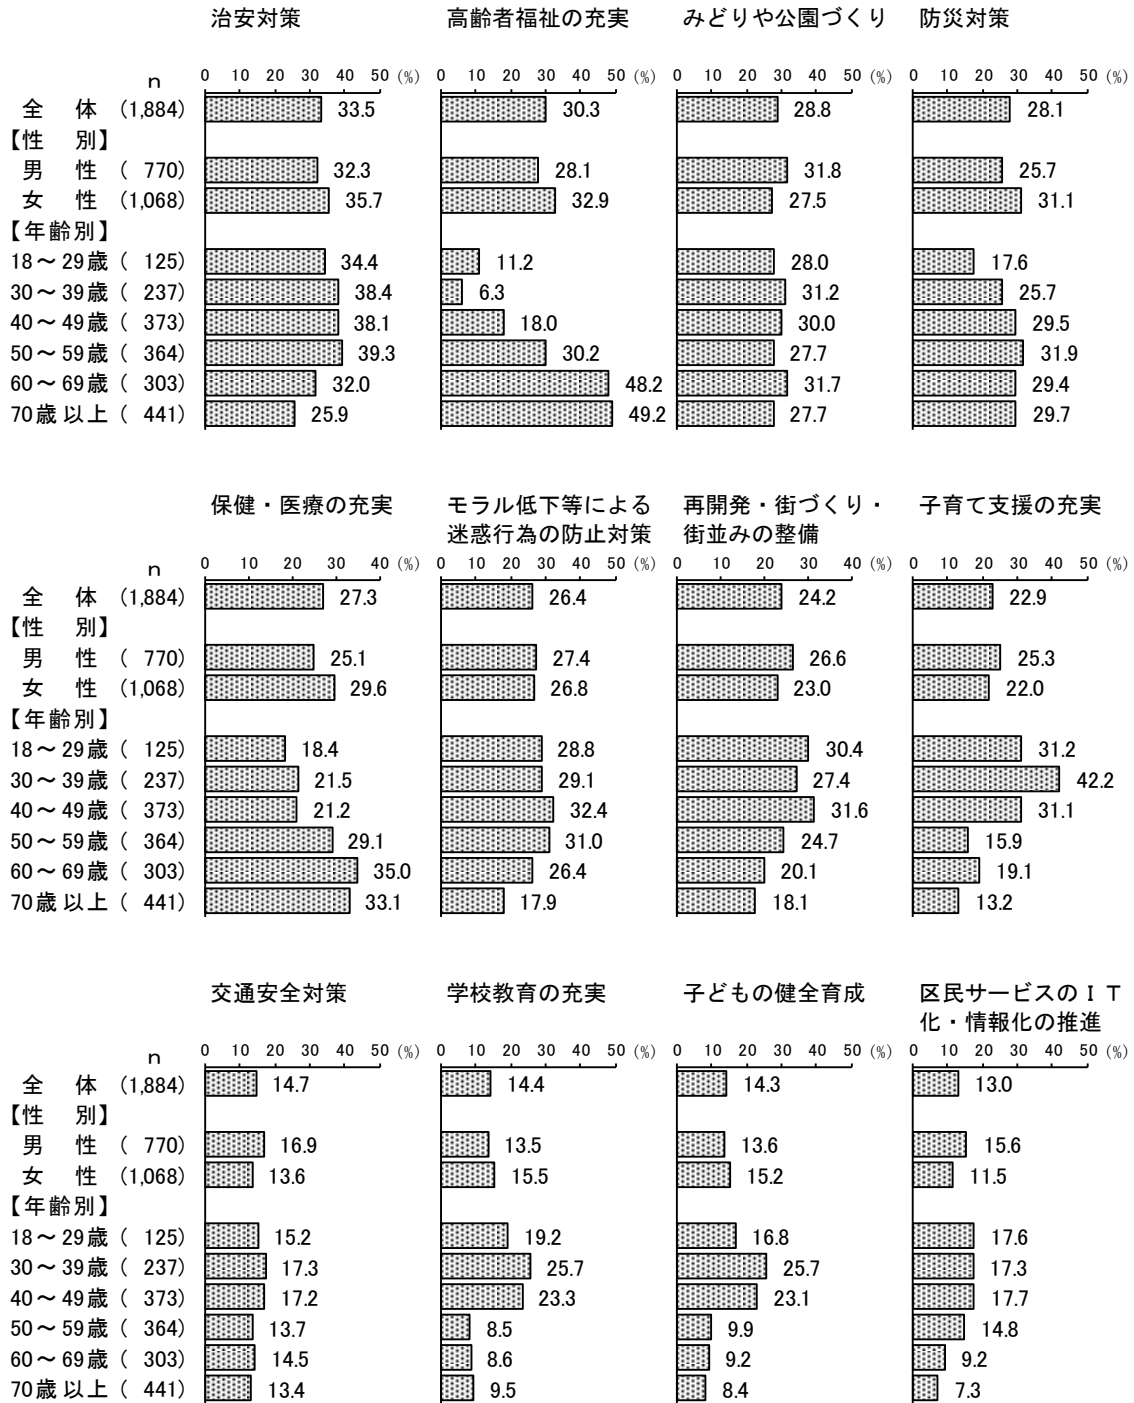 治安対策 高齢者福祉の充実 みどりや公園づくり 防災対策
n 0 10 20 30 40 50 (%) 0 10 20 30 40 50 (%) 0 10 20 30 40 50 (%) 0 10 20 30 40 50 (%)
全 体 (1,884) 33.5 30.3 28.8 28.1
【性 別】
男 性 ( 770) 32.3 28.1 31.8 25.7
女 性 (1,068) 35.7 32.9 27.5 31.1
【年齢別】
18～29歳 ( 125) 34.4 11.2 28.0 17.6
30～39歳 ( 237) 38.4 6.3 31.2 25.7
40～49歳 ( 373) 38.1 18.0 30.0 29.5
50～59歳 ( 364) 39.3 30.2 27.7 31.9
60～69歳 ( 303) 32.0 48.2 31.7 29.4
70歳以上 ( 441) 25.9 49.2 27.7 29.7
保健・医療の充実 モラル低下等による 再開発・街づくり・ 子育て支援の充実
迷惑行為の防止対策 街並みの整備
n 0 10 20 30 40 (%) 0 10 20 30 40 50 (%) 0 10 20 30 40 (%) 0 10 20 30 40 50 (%)
全 体 (1,884) 27.3 26.4 24.2 22.9
【性 別】
男 性 ( 770) 25.1 27.4 26.6 25.3
女 性 (1,068) 29.6 26.8 23.0 22.0
【年齢別】
18～29歳 ( 125) 18.4 28.8 30.4 31.2
30～39歳 ( 237) 21.5 29.1 27.4 42.2
40～49歳 ( 373) 21.2 32.4 31.6 31.1
50～59歳 ( 364) 29.1 31.0 24.7 15.9
60～69歳 ( 303) 35.0 26.4 20.1 19.1
70歳以上 ( 441) 33.1 17.9 18.1 13.2
交通安全対策 学校教育の充実 子どもの健全育成 区民サービスのＩＴ
化・情報化の推進
n 0 10 20 30 40 50 (%) 0 10 20 30 40 50 (%) 0 10 20 30 40 50 (%) 0 10 20 30 40 50 (%)
全 体 (1,884) 14.7 14.4 14.3 13.0
【性 別】
男 性 ( 770) 16.9 13.5 13.6 15.6
女 性 (1,068) 13.6 15.5 15.2 11.5
【年齢別】
18～29歳 ( 125) 15.2 19.2 16.8 17.6
30～39歳 ( 237) 17.3 25.7 25.7 17.3
40～49歳 ( 373) 17.2 23.3 23.1 17.7
50～59歳 ( 364) 13.7 8.5 9.9 14.8
60～69歳 ( 303) 14.5 8.6 9.2 9.2
70歳以上 ( 441) 13.4 9.5 8.4 7.3